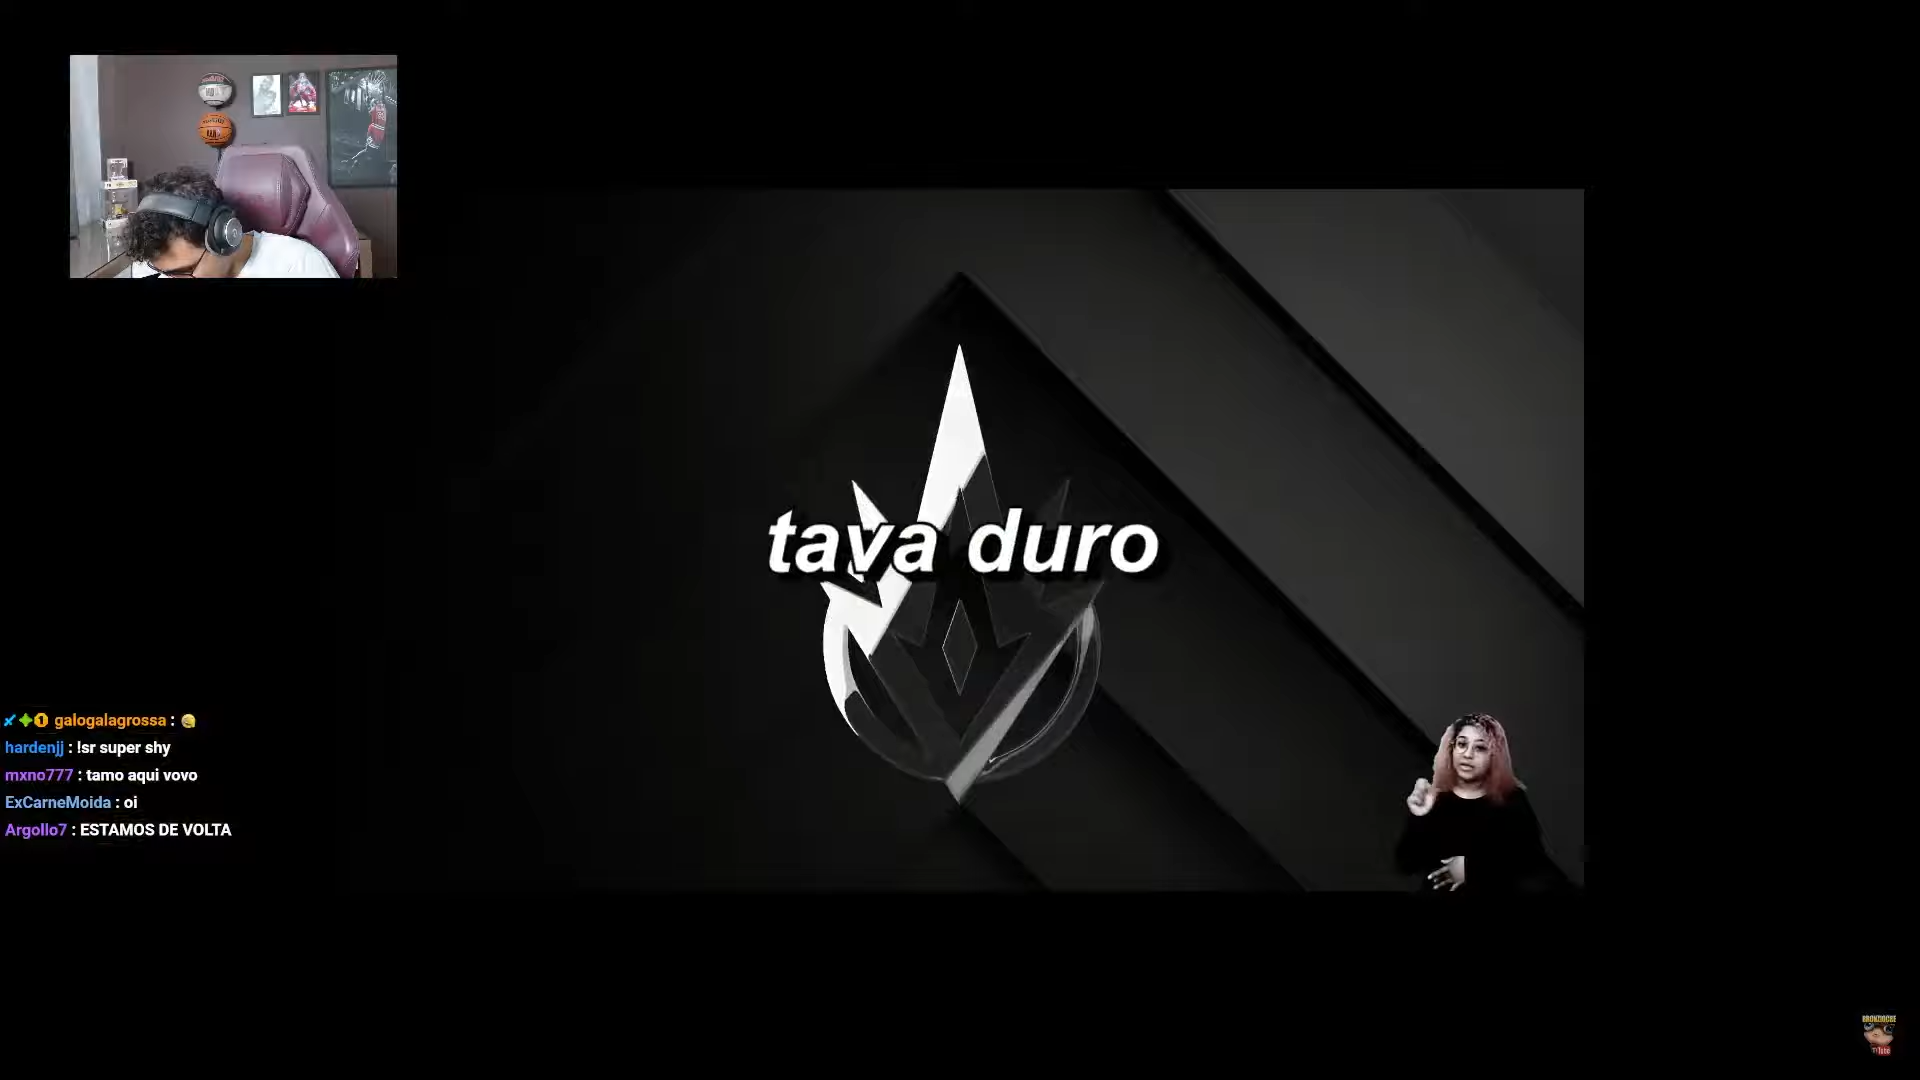 tava duro
galogalagrossa :
hardenjj : !sr super shy
mxno777 : tamo aqui vovo
ExCarneMoida : oi
Argollo7 : ESTAMOS DE VOLTA